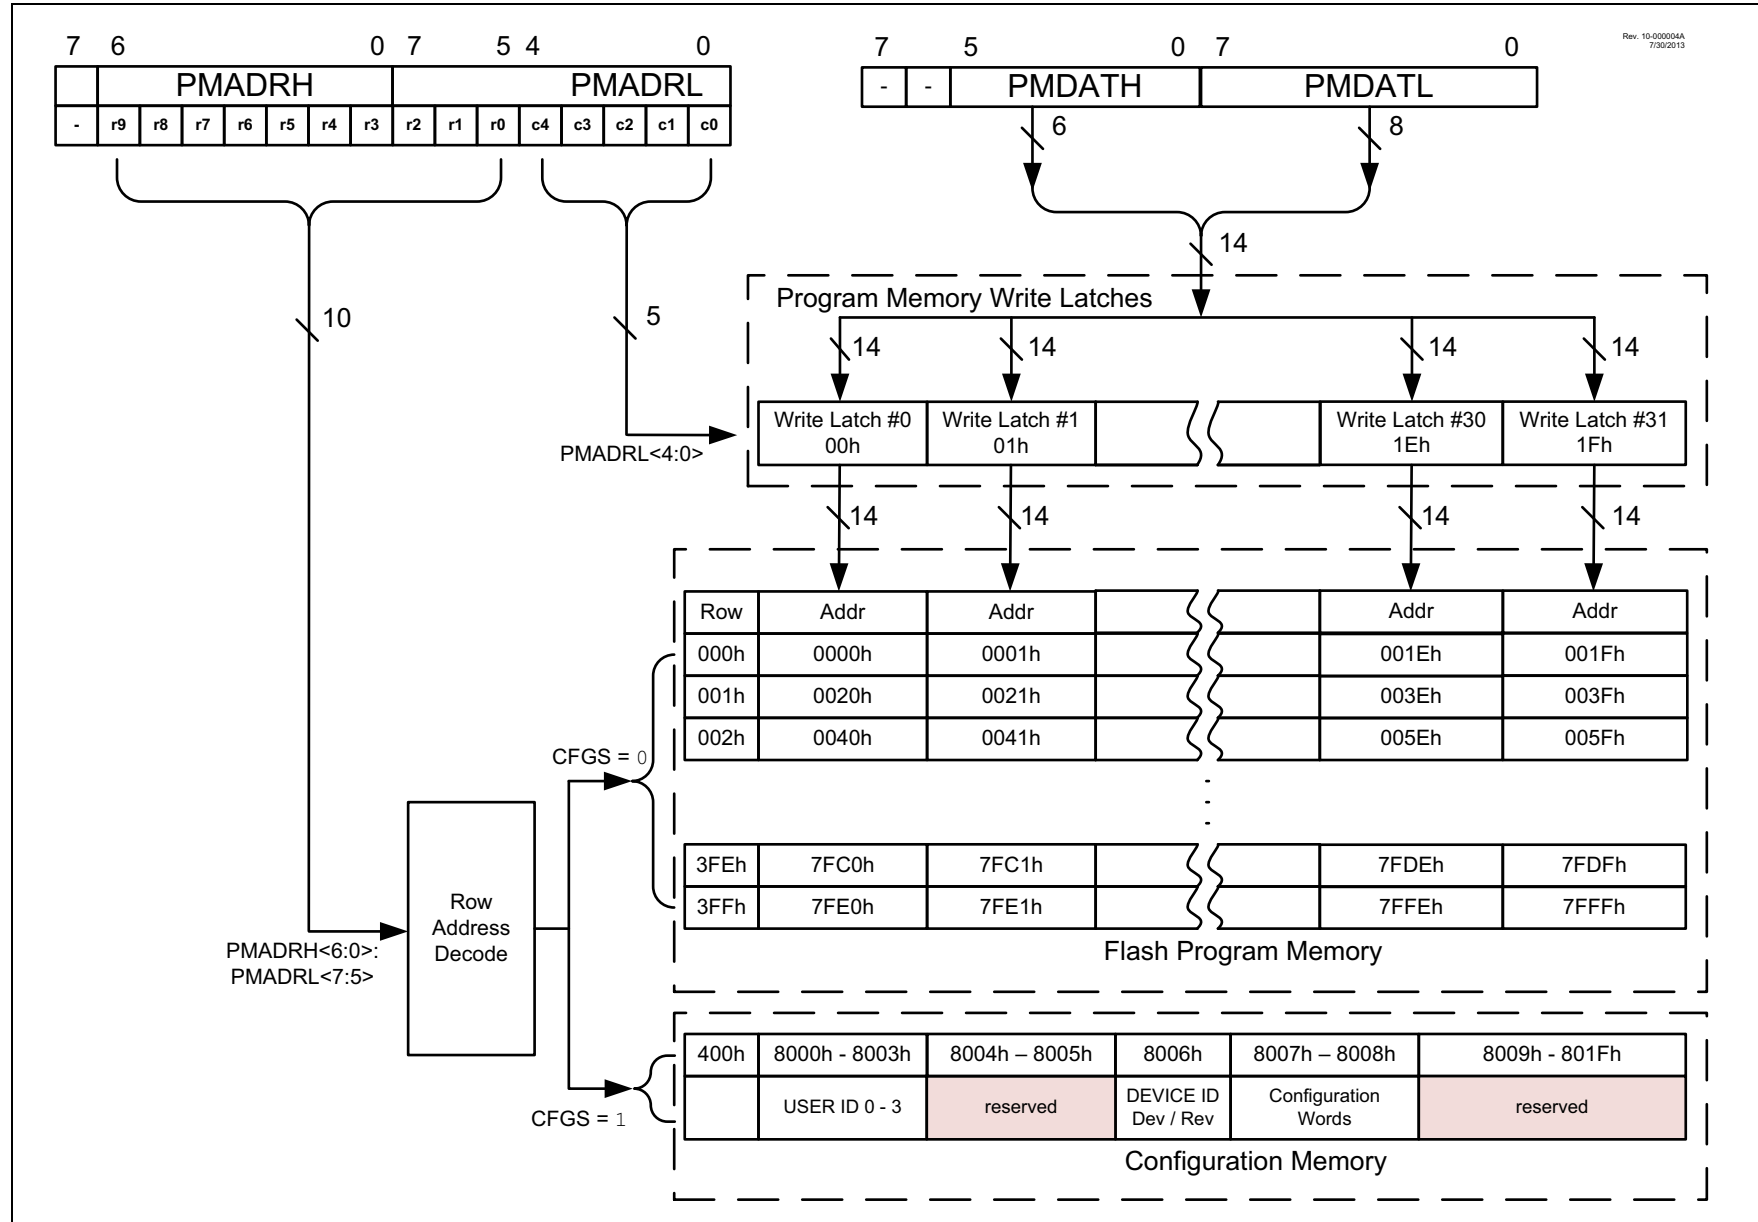 7 6 0 7 5 4 0
7 5 0 7 0
Rev. 10-000004A
7/30/2013
PMADRH PMADRL
- - PMDATH PMDATL
- r9 r8 r7 r6 r5 r4 r3 r2 r1 r0 c4 c3 c2 c1 c0
6 8
14
10 5
Program Memory Write Latches
14 14 14 14
Write Latch #0 Write Latch #1 Write Latch #30 Write Latch #31
00h 01h 1Eh 1Fh
PMADRL<4:0>
14 14 14 14
Row Addr Addr Addr Addr
000h 0000h 0001h 001Eh 001Fh
001h 0020h 0021h 003Eh 003Fh
002h 0040h 0041h 005Eh 005Fh
CFGS = 0
3FEh 7FC0h 7FC1h 7FDEh 7FDFh
3FFh 7FE0h 7FE1h 7FFEh 7FFFh
Row
Address
Decode
PMADRH<6:0>:
PMADRL<7:5>
Flash Program Memory
400h 8000h - 8003h 8004h – 8005h 8006h 8007h – 8008h 8009h - 801Fh
USER ID 0 - 3 reserved DEVICE ID Configuration reserved
Dev / Rev Words
CFGS = 1
Configuration Memory